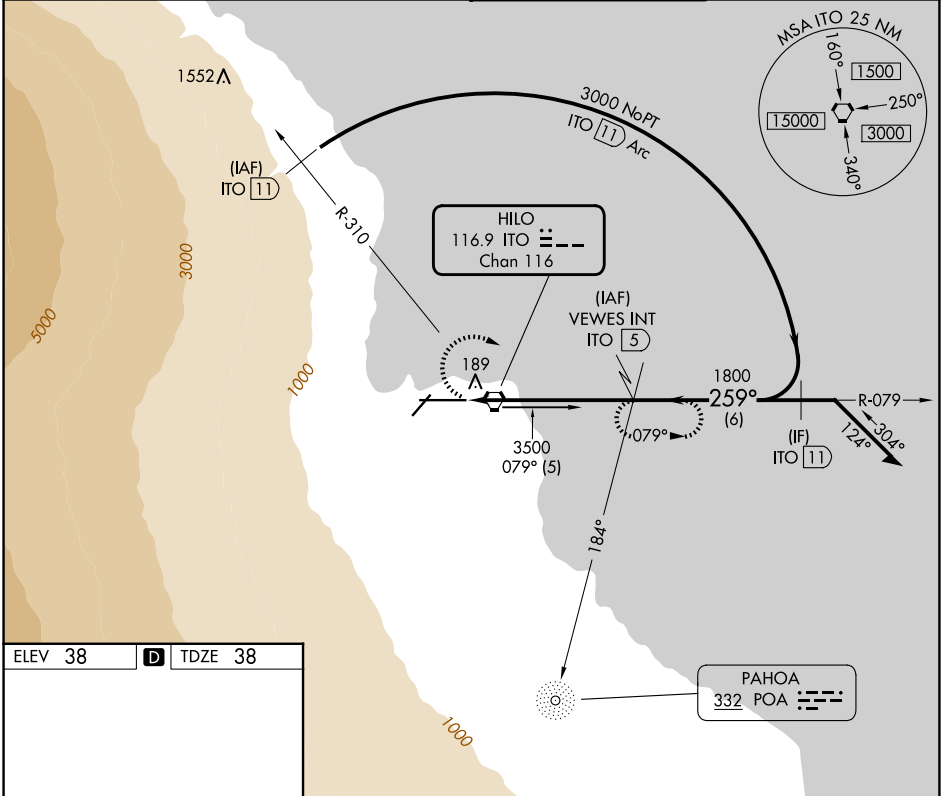 MSA ITO 25 NM
160°
1500
250°
15000
3000
340°
1552
3000 NoPT
ITO 11 Arc
(IAF)
ITO 11
R-310
HILO
116.9 ITO
Chan 116
(IAF)
VEWES INT
ITO 5
3000
5000
1000
189
1800
259°
(6)
R-079
079°
3500
079° (5)
(IF)
ITO 11
304°
124°
184°
ELEV 38
D
TDZE 38
PAHOA
332 POA
1000